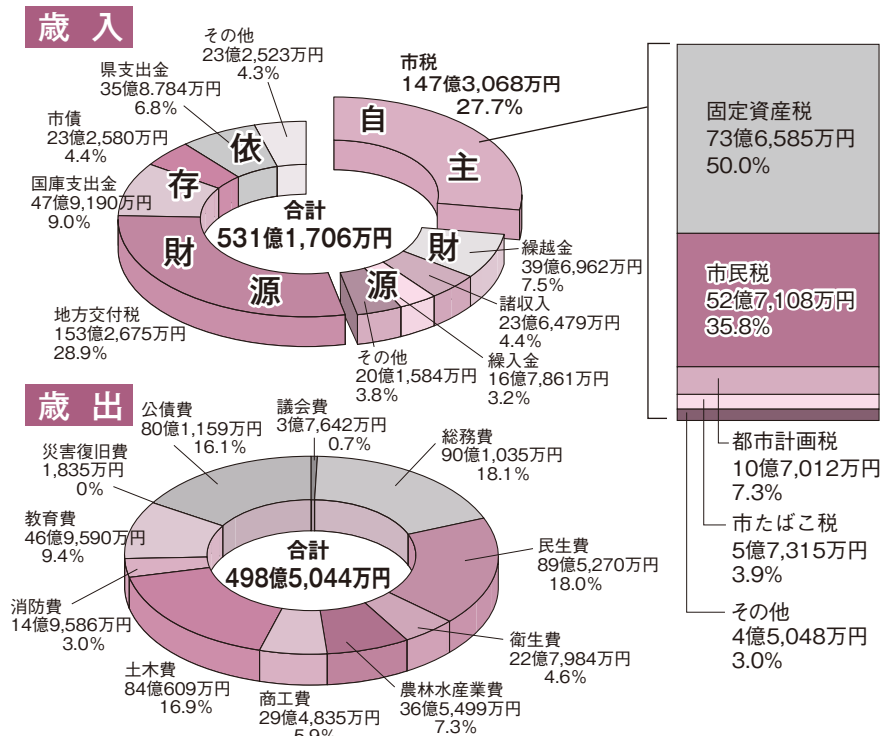 歳入
その他
23億2,523万円
4.3%
県支出金
35億8.784万円
6.8%
市債
23億2,580万円
4.4%
国庫支出金
47億9,190万円
9.0%
地方交付税
153億2,675万円
28.9%
依存財源
合計
531億1,706万円
自主財源
市税
147億3,068万円
27.7%
繰越金
39億6,962万円
7.5%
諸収入
23億6,479万円
4.4%
繰入金
16億7,861万円
3.2%
その他
20億1,584万円
3.8%
固定資産税
73億6,585万円
50.0%
市民税
52億7,108万円
35.8%
都市計画税
10億7,012万円
7.3%
市たばこ税
5億7,315万円
3.9%
その他
4億5,048万円
3.0%
歳出
公債費
80億1,159万円
16.1%
議会費
3億7,642万円
0.7%
総務費
90億1,035万円
18.1%
災害復旧費
1,835万円
0%
教育費
46億9,590万円
9.4%
消防費
14億9,586万円
3.0%
土木費
84億609万円
16.9%
商工費
29億4,835万円
5.9%
農林水産業費
36億5,499万円
7.3%
衛生費
22億7,984万円
4.6%
民生費
89億5,270万円
18.0%
合計
498億5,044万円